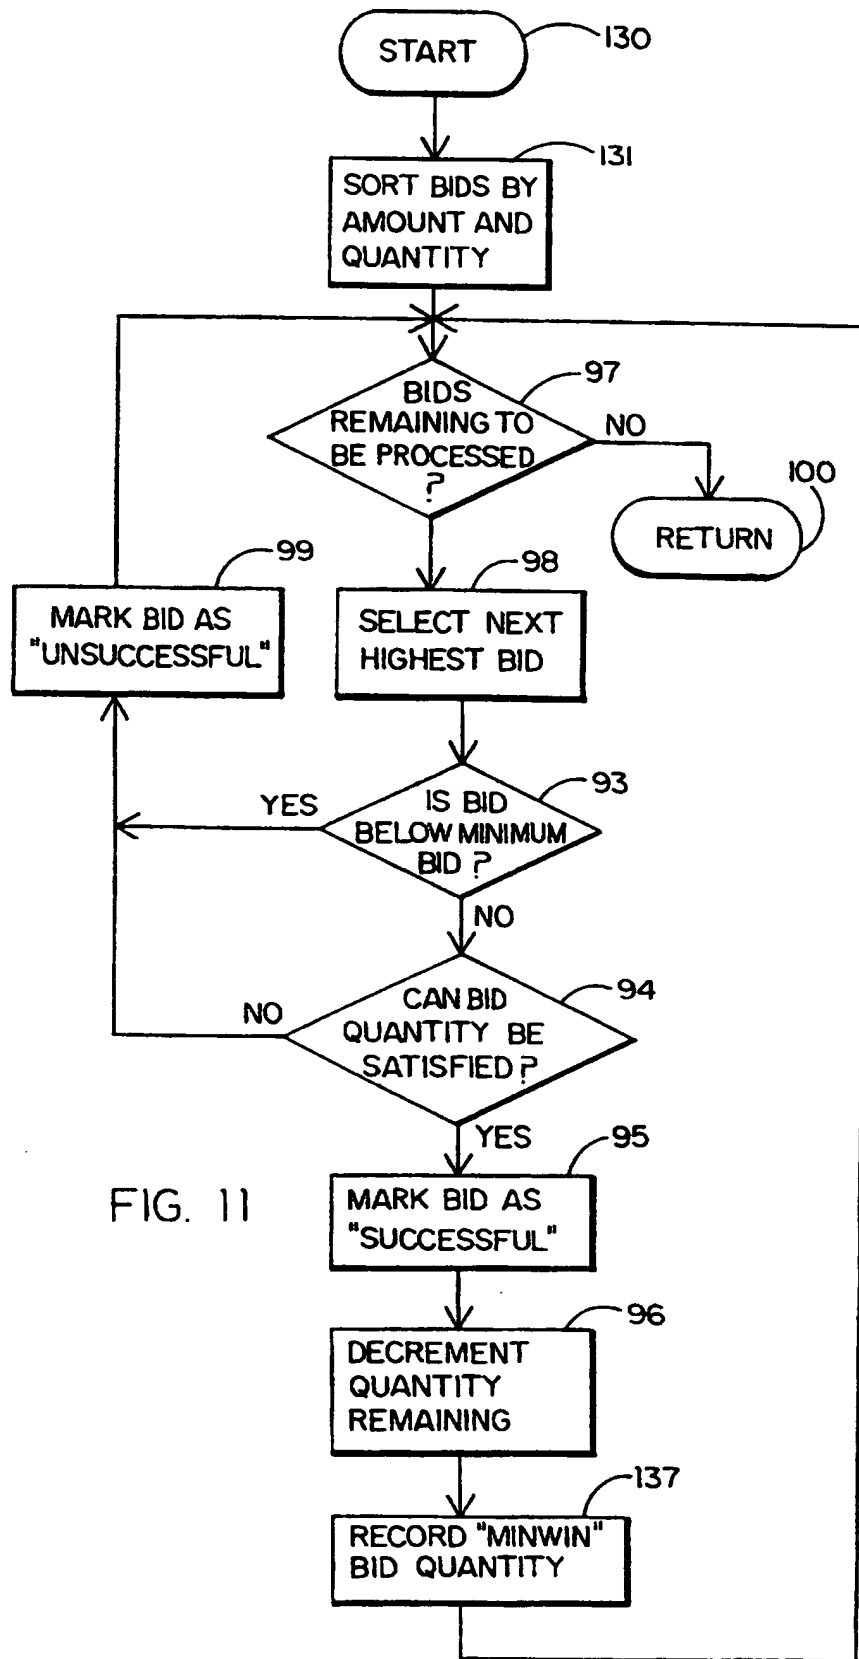 START
130
131
SORT BIDS BY
AMOUNT AND
QUANTITY
97
BIDS
REMAINING TO
BE PROCESSED
?
NO
100
RETURN
99
MARK BID AS
"UNSUCCESSFUL"
98
SELECT NEXT
HIGHEST BID
93
YES
IS BID
BELOW MINIMUM
BID ?
NO
94
NO
CAN BID
QUANTITY BE
SATISFIED ?
YES
95
MARK BID AS
"SUCCESSFUL"
FIG. 11
96
DECREMENT
QUANTITY
REMAINING
137
RECORD "MINWIN"
BID QUANTITY